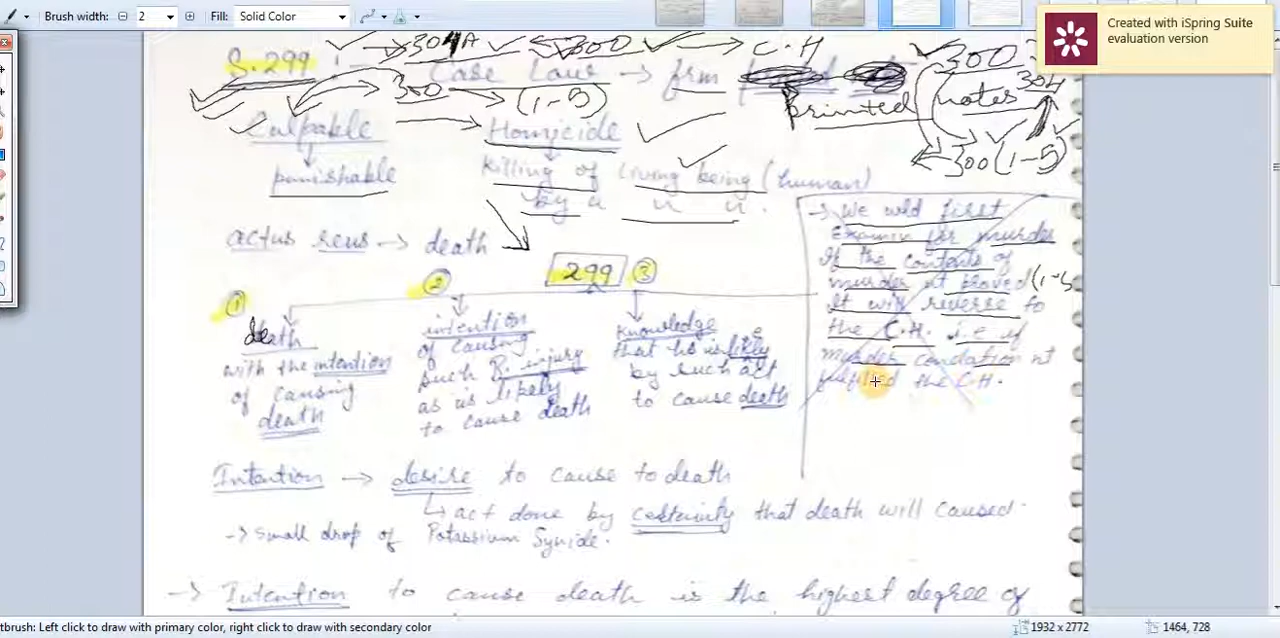 Brush width: 2 Fill: Solid Color
Created with iSpring Suite
evaluation version
304A 300 C.H 300
S.299 Case Law → frm
300 (1-5) printed notes 304
300 (1-5)
Culpable → Homicide
punishable
killing of living being (human)
by a " " .
actus reus → death
299
① ② ③
death
with the intention
of causing
death
intention
of causing
such B. injury
as is likely
to cause death
knowledge
that he is likely
by such act
to cause death
→ We wld first
Examine for murder
If the contents of
murder nt proved (1-5
It will reverse to
the C.H. i.e if
murder condation nt
fulfilled the C.H.
Intention → desire to cause to death
act done by certainty that death will caused.
→ small drop of Potassium Synide.
→ Intention to cause death is the highest degree of
tbrush: Left click to draw with primary color, right click to draw with secondary color
1932 x 2772
1464, 728